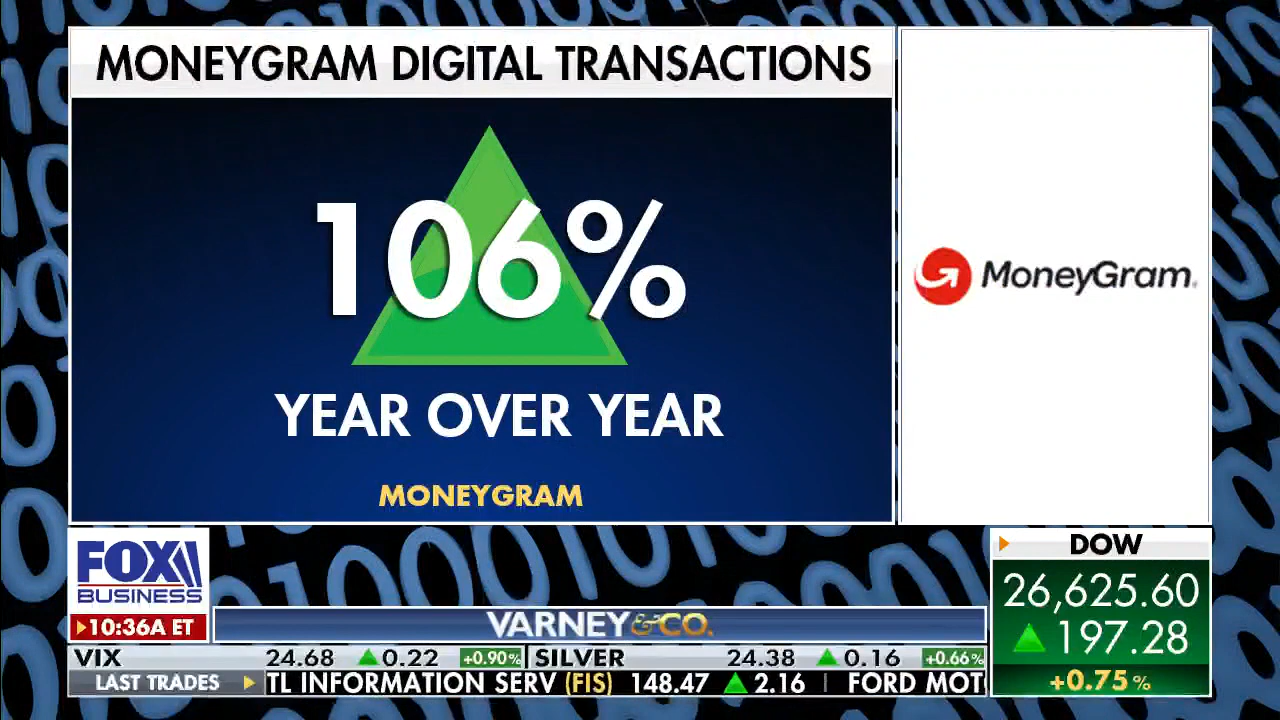 MONEYGRAM DIGITAL TRANSACTIONS
106%
YEAR OVER YEAR
MONEYGRAM
MoneyGram.
FOX BUSINESS
10:36A ET
VARNEY & CO.
DOW
26,625.60
197.28
+0.75%
VIX 24.68 0.22 +0.90% SILVER 24.38 0.16 +0.66%
LAST TRADES TL INFORMATION SERV (FIS) 148.47 2.16 | FORD MOT